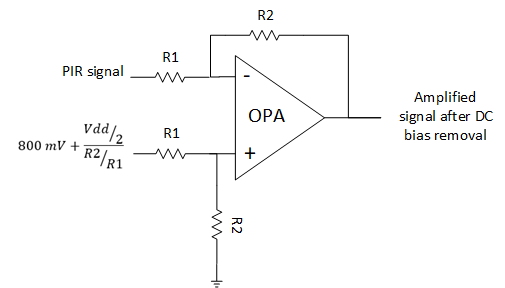 R2
R1
PIR signal
-
OPA
Amplified
signal after DC
bias removal
R1
800 mV + Vdd/2
R2/R1
+
R2